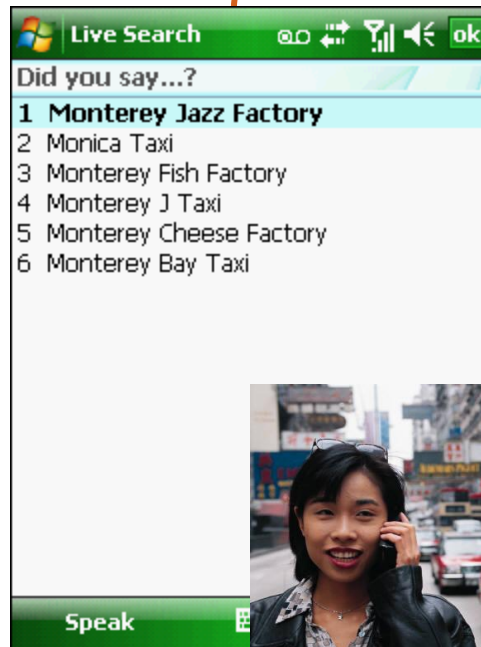 Live Search
ok
Did you say...?
1 Monterey Jazz Factory
2 Monica Taxi
3 Monterey Fish Factory
4 Monterey J Taxi
5 Monterey Cheese Factory
6 Monterey Bay Taxi
Speak